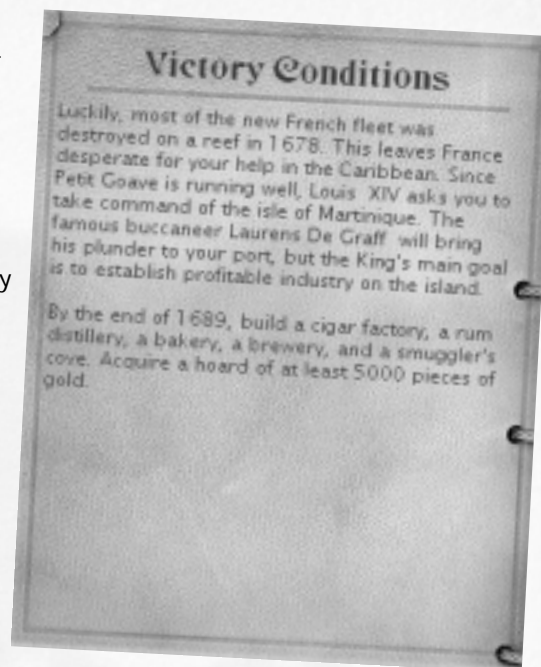 Victory Conditions
Luckily, most of the new French fleet was
destroyed on a reef in 1678. This leaves France
desperate for your help in the Caribbean. Since
Petit Goave is running well, Louis XIV asks you to
take command of the isle of Martinique. The
famous buccaneer Laurens De Graff will bring
his plunder to your port, but the King's main goal
is to establish profitable industry on the island.
By the end of 1689, build a cigar factory, a rum
distillery, a bakery, a brewery, and a smuggler's
cove. Acquire a hoard of at least 5000 pieces of
gold.
y